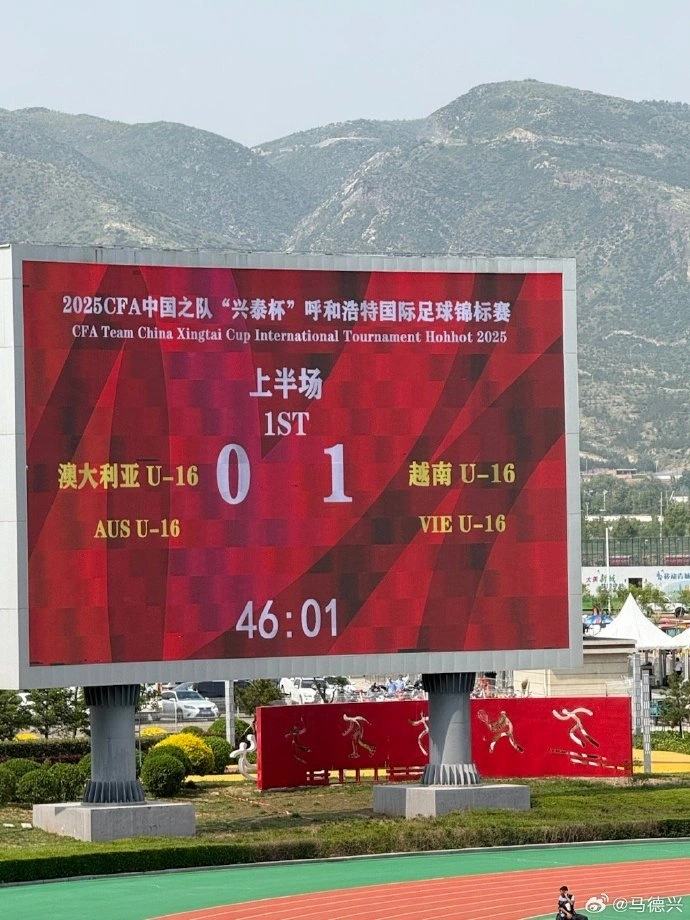 2025CFA中国之队“兴泰杯”呼和浩特国际足球锦标赛
CFA Team China Xingtai Cup International Tournament Hohhot 2025
上半场
1ST
澳大利亚 U-16 0 1 越南 U-16
AUS U-16 VIE U-16
46:01
@马德兴